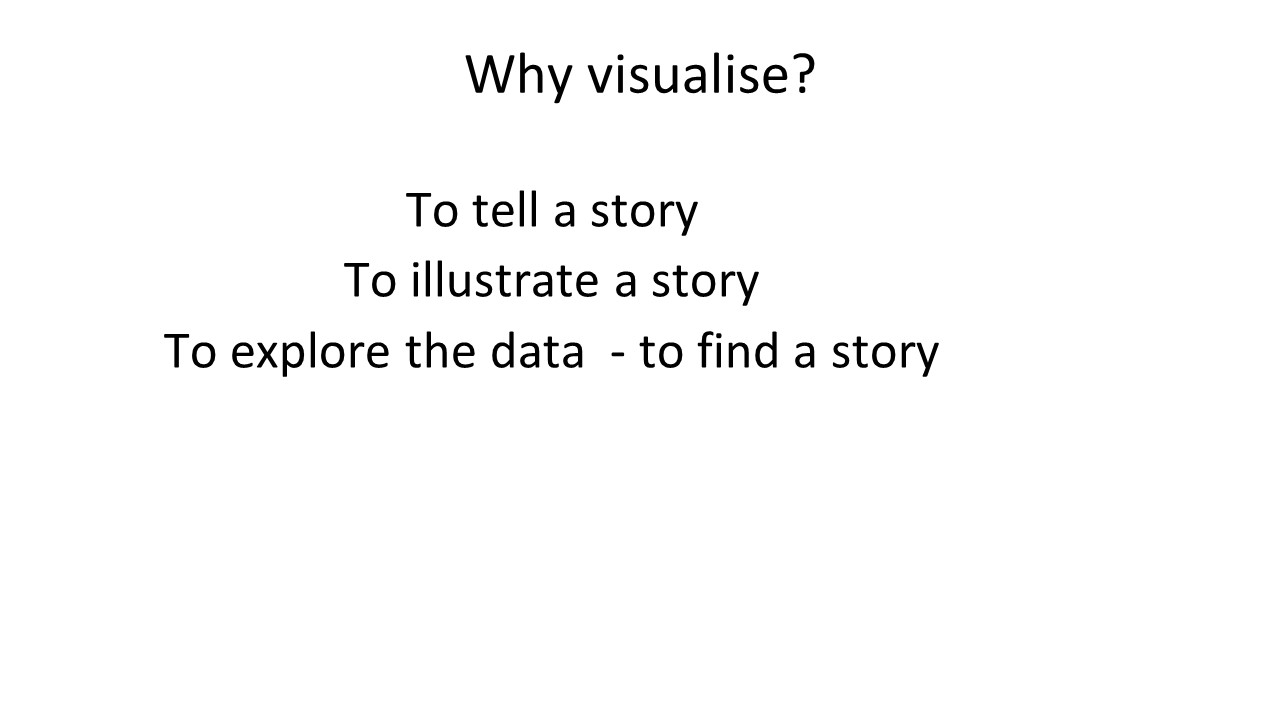 Why visualise?
To tell a story
To illustrate a story
To explore the data  - to find a story